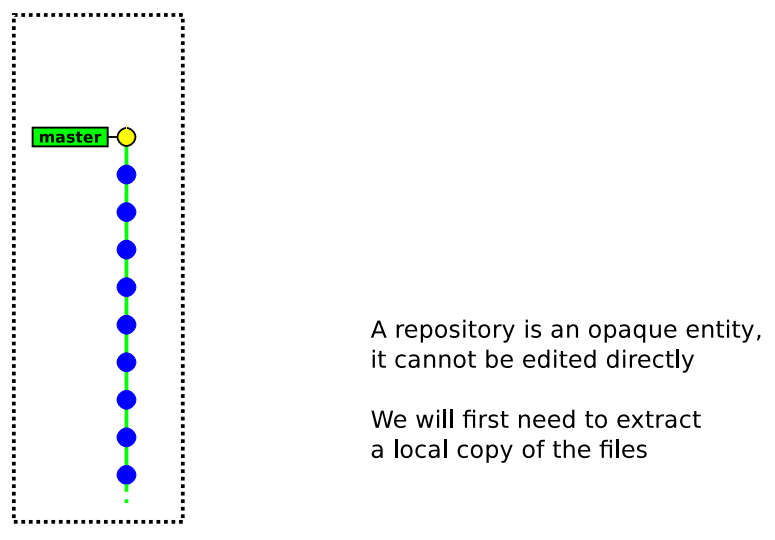 master
A repository is an opaque entity,
it cannot be edited directly
We will first need to extract
a local copy of the files